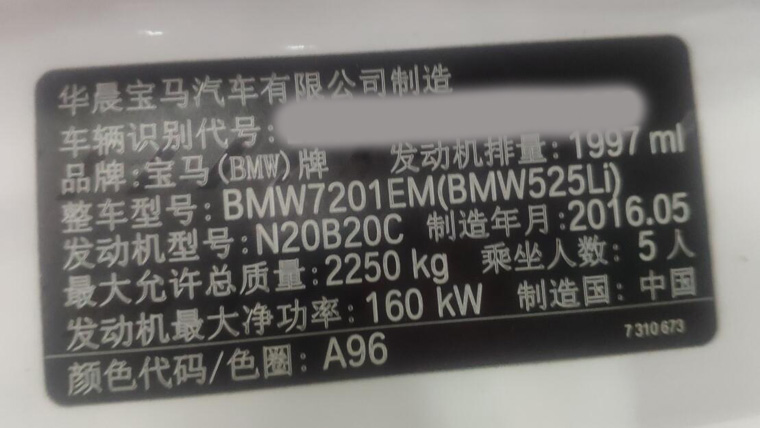 华晨宝马汽车有限公司制造
车辆识别代号:
品牌:宝马(BMW)牌 发动机排量:1997 ml
整车型号:BMW7201EM(BMW525Li)
发动机型号:N20B20C 制造年月:2016.05
最大允许总质量:2250 kg 乘坐人数:5人
发动机最大净功率:160 kW 制造国:中国
7 310 673
颜色代码/色圈:A96